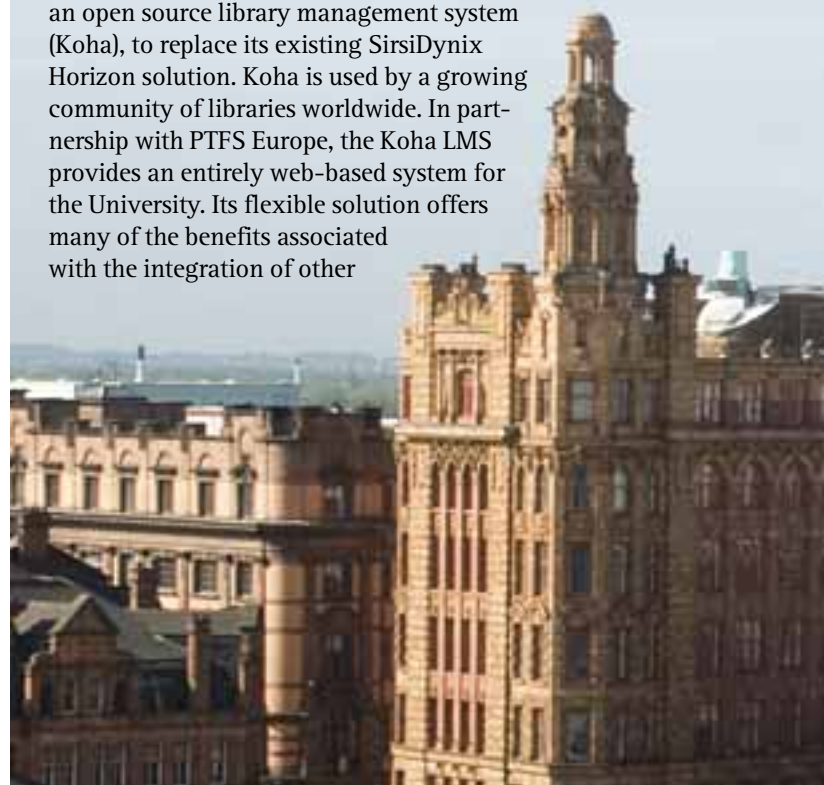 an open source library management system
(Koha), to replace its existing SirsiDynix
Horizon solution. Koha is used by a growing
community of libraries worldwide. In part-
nership with PTFS Europe, the Koha LMS
provides an entirely web-based system for
the University. Its flexible solution offers
many of the benefits associated
with the integration of other